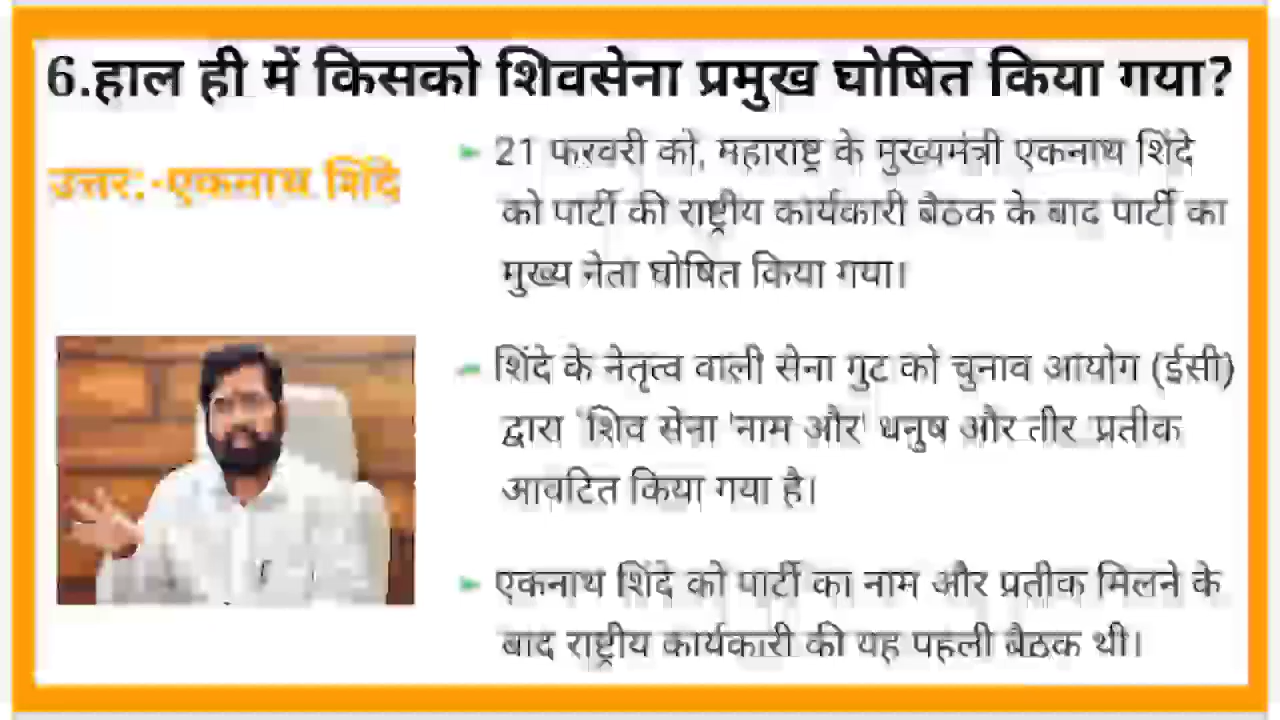 6.हाल ही में किसको शिवसेना प्रमुख घोषित किया गया?
उत्तर:-एकनाथ शिंदे
► 21 फरवरी को, महाराष्ट्र के मुख्यमंत्री एकनाथ शिंदे
को पार्टी की राष्ट्रीय कार्यकारी बैठक के बाद पार्टी का
मुख्य नेता घोषित किया गया।
► शिंदे के नेतृत्व वाली सेना गुट को चुनाव आयोग (ईसी)
द्वारा 'शिव सेना 'नाम और' धनुष और तीर 'प्रतीक
आवंटित किया गया है।
► एकनाथ शिंदे को पार्टी का नाम और प्रतीक मिलने के
बाद राष्ट्रीय कार्यकारी की यह पहली बैठक थी।